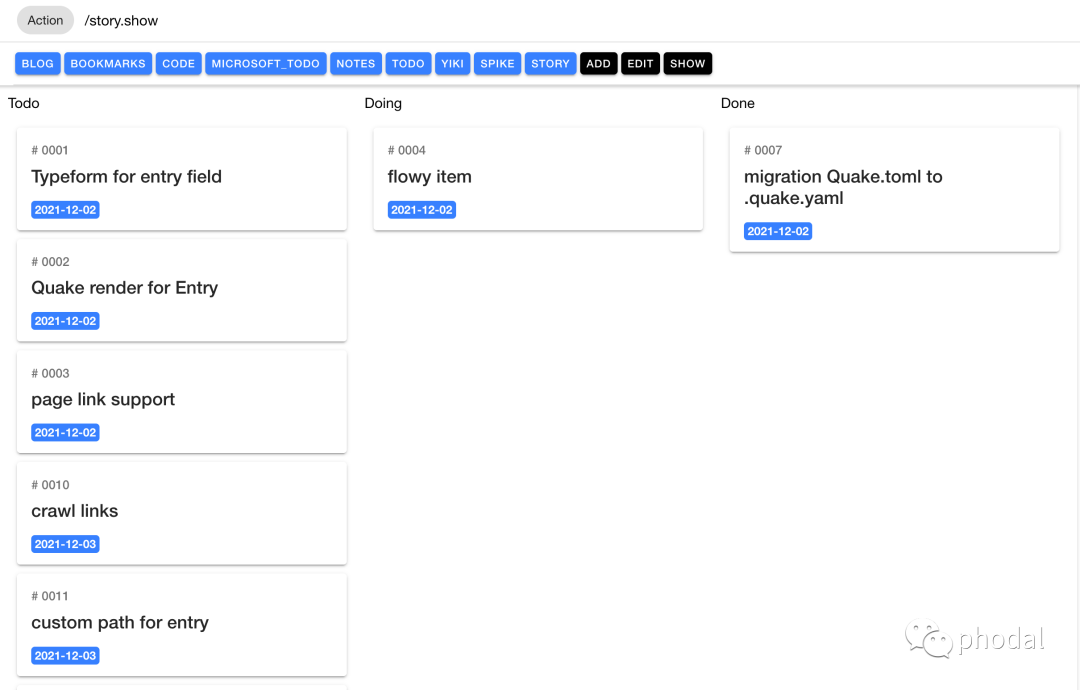 Action /story.show
BLOG BOOKMARKS CODE MICROSOFT_TODO NOTES TODO YIKI SPIKE STORY ADD EDIT SHOW
Todo
# 0001
Typeform for entry field
2021-12-02
# 0002
Quake render for Entry
2021-12-02
# 0003
page link support
2021-12-02
# 0010
crawl links
2021-12-03
# 0011
custom path for entry
2021-12-03
Doing
# 0004
flowy item
2021-12-02
Done
# 0007
migration Quake.toml to
.quake.yaml
2021-12-02
phodal